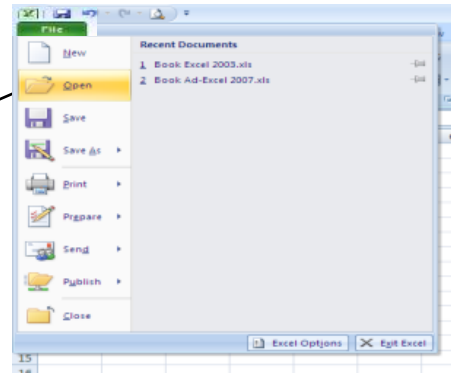 File
New
Recent Documents
1 Book Excel 2003.xls
2 Book Ad-Excel 2007.xls
Open
Save
Save As
Print
Prepare
Send
Publish
Close
Excel Options
Exit Excel
15